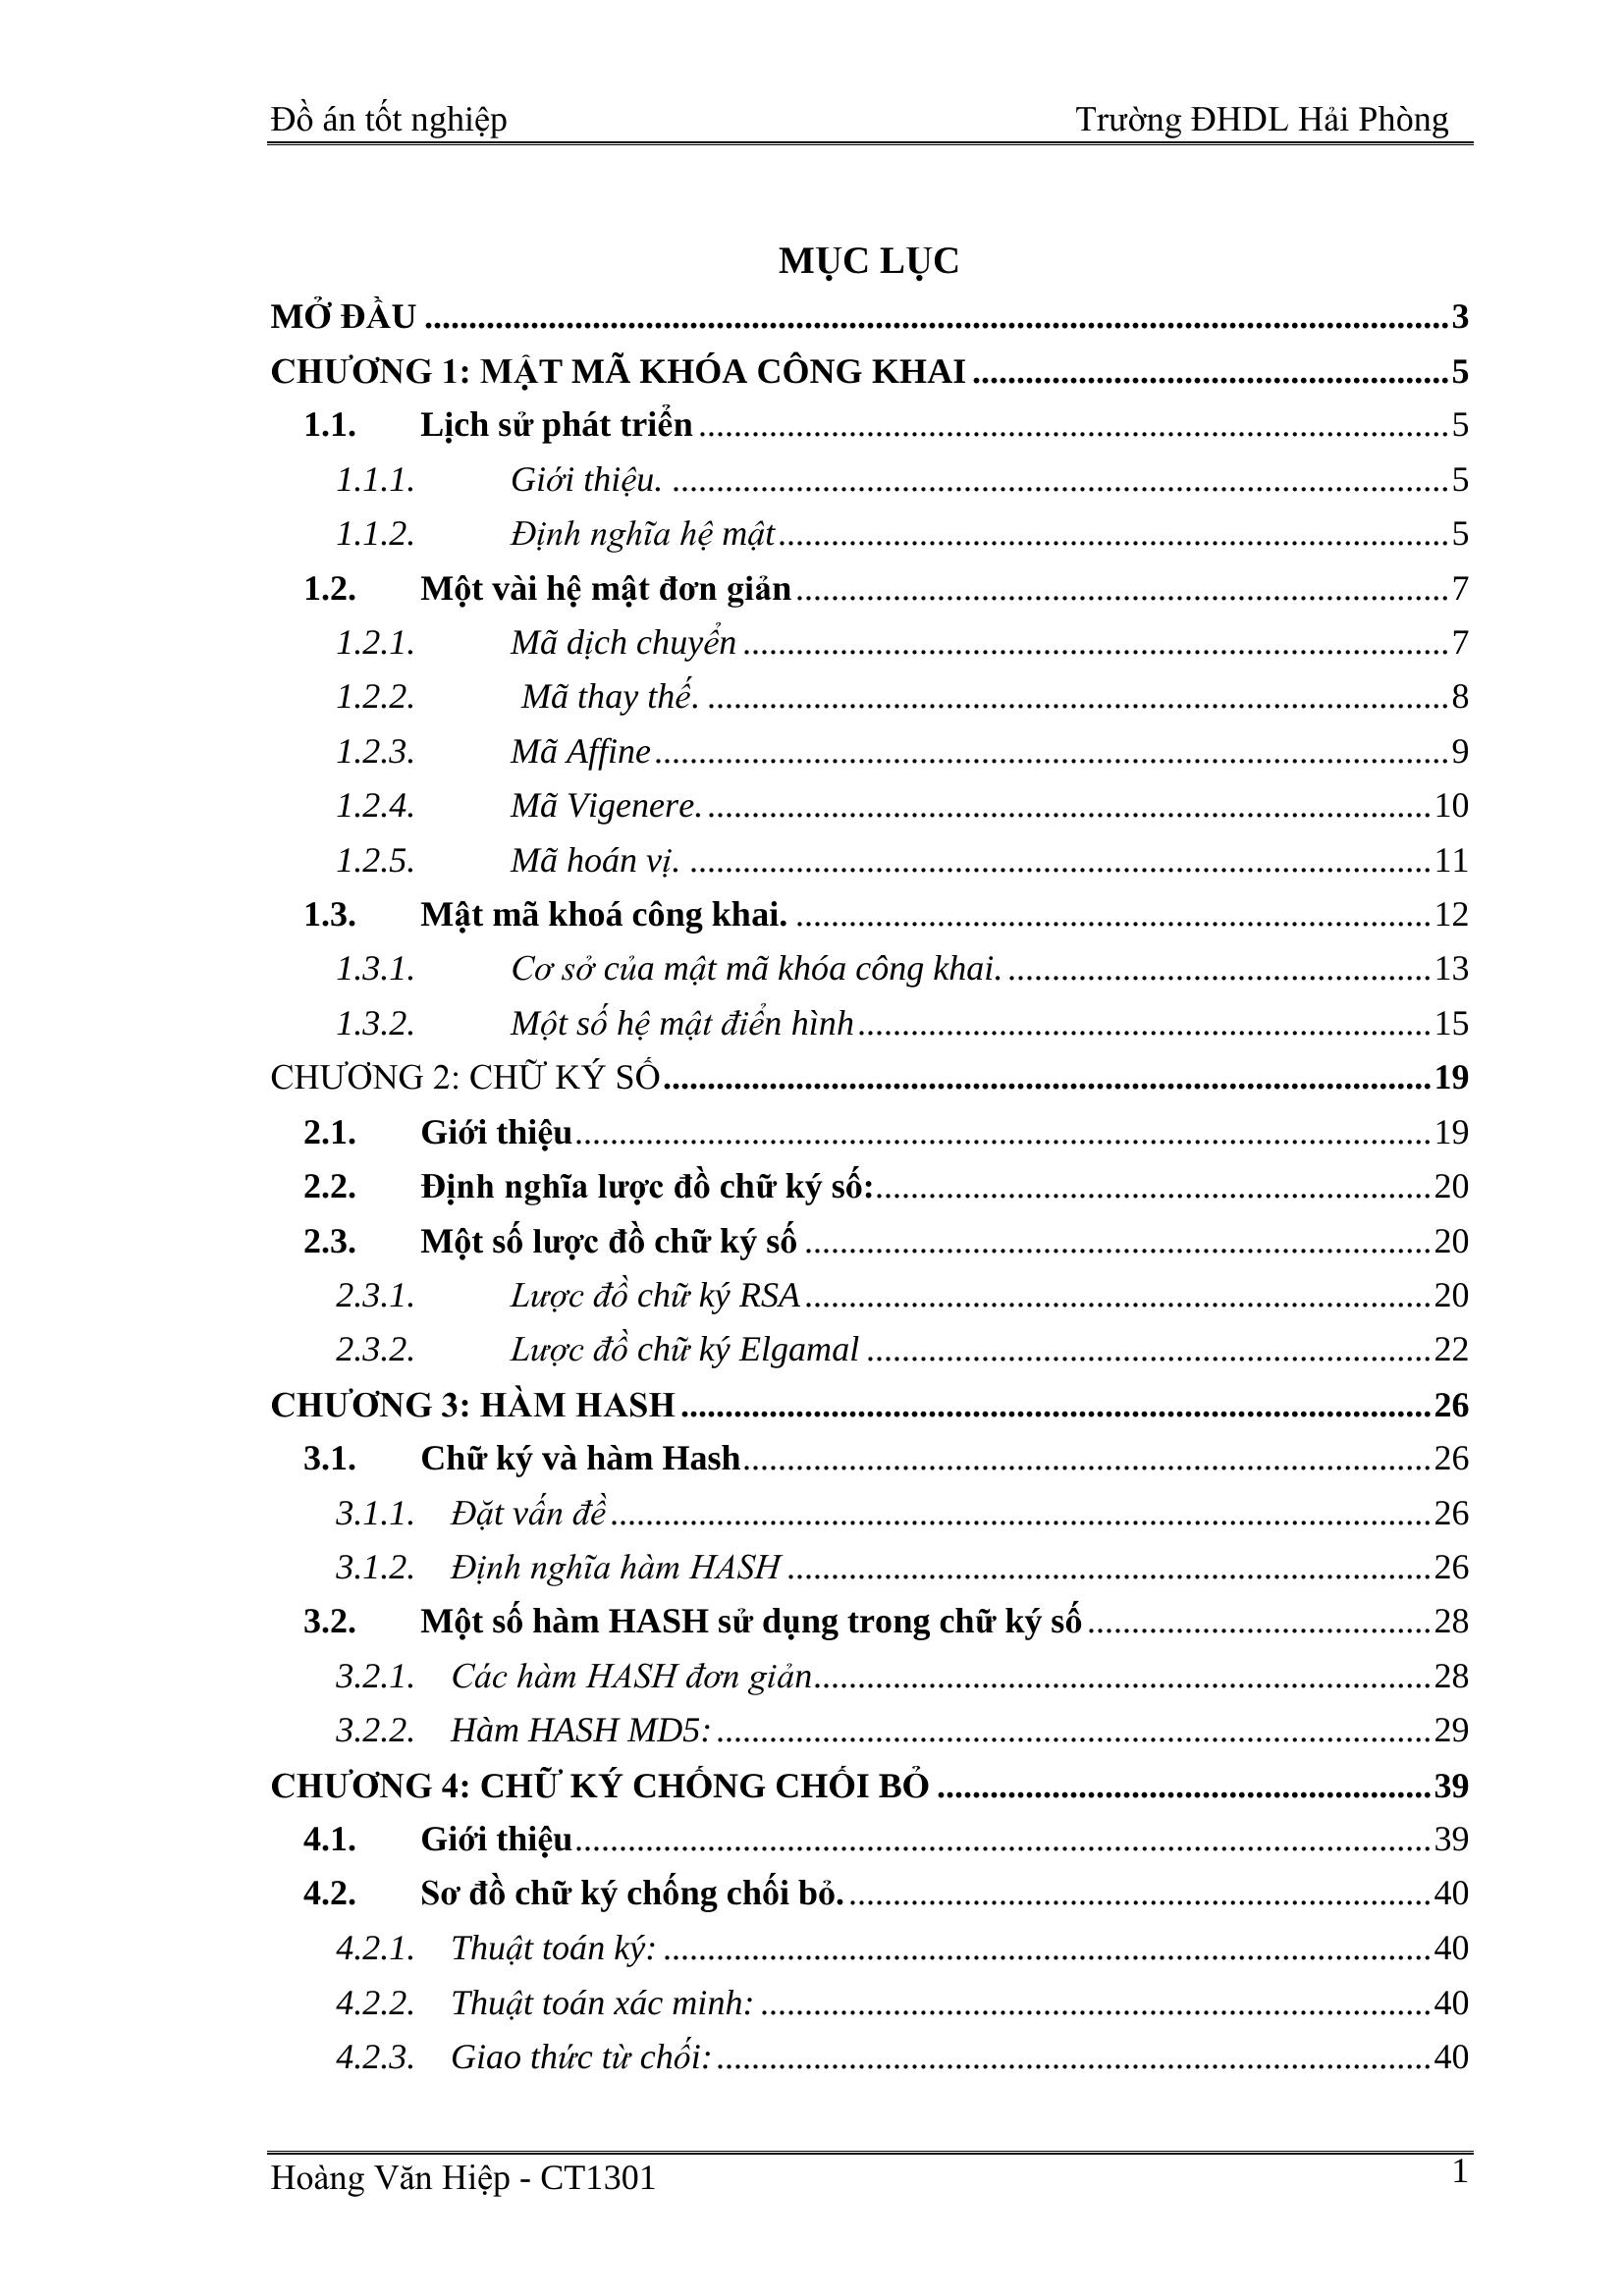 Đồ án tốt nghiệp Trường ĐHDL Hải Phòng
MỤC LỤC
MỞ ĐẦU ........................................ 3
CHƯƠNG 1: MẬT MÃ KHÓA CÔNG KHAI ........................................ 5
1.1. Lịch sử phát triển ........................................ 5
1.1.1. Giới thiệu. ........................................ 5
1.1.2. Định nghĩa hệ mật ........................................ 5
1.2. Một vài hệ mật đơn giản ........................................ 7
1.2.1. Mã dịch chuyển ........................................ 7
1.2.2. Mã thay thế. ........................................ 8
1.2.3. Mã Affine ........................................ 9
1.2.4. Mã Vigenere. ........................................ 10
1.2.5. Mã hoán vị. ........................................ 11
1.3. Mật mã khoá công khai. ........................................ 12
1.3.1. Cơ sở của mật mã khóa công khai. ........................................ 13
1.3.2. Một số hệ mật điển hình ........................................ 15
CHƯƠNG 2: CHỮ KÝ SỐ ........................................ 19
2.1. Giới thiệu ........................................ 19
2.2. Định nghĩa lược đồ chữ ký số: ........................................ 20
2.3. Một số lược đồ chữ ký số ........................................ 20
2.3.1. Lược đồ chữ ký RSA ........................................ 20
2.3.2. Lược đồ chữ ký Elgamal ........................................ 22
CHƯƠNG 3: HÀM HASH ........................................ 26
3.1. Chữ ký và hàm Hash ........................................ 26
3.1.1. Đặt vấn đề ........................................ 26
3.1.2. Định nghĩa hàm HASH ........................................ 26
3.2. Một số hàm HASH sử dụng trong chữ ký số ........................................ 28
3.2.1. Các hàm HASH đơn giản ........................................ 28
3.2.2. Hàm HASH MD5: ........................................ 29
CHƯƠNG 4: CHỮ KÝ CHỐNG CHỐI BỎ ........................................ 39
4.1. Giới thiệu ........................................ 39
4.2. Sơ đồ chữ ký chống chối bỏ. ........................................ 40
4.2.1. Thuật toán ký: ........................................ 40
4.2.2. Thuật toán xác minh: ........................................ 40
4.2.3. Giao thức từ chối: ........................................ 40
Hoàng Văn Hiệp - CT1301 1